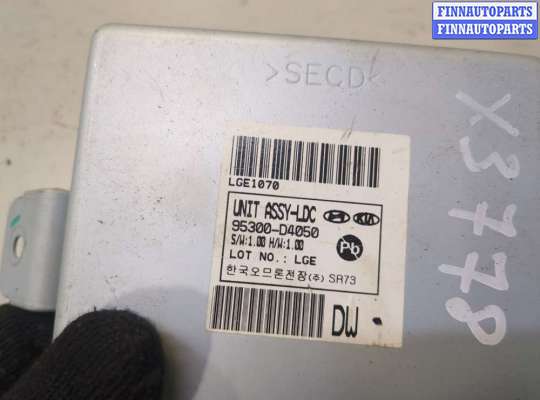 FINNAUTOPARTS
FINNAUTOPARTS
>SECD<
X3778
LGE1070
UNIT ASSY-LDC
KIA
95300-D4050
S/W:1.00 H/W:1.00
Pb
LOT NO.: LGE
한국오므론전장(주) SR73
DW